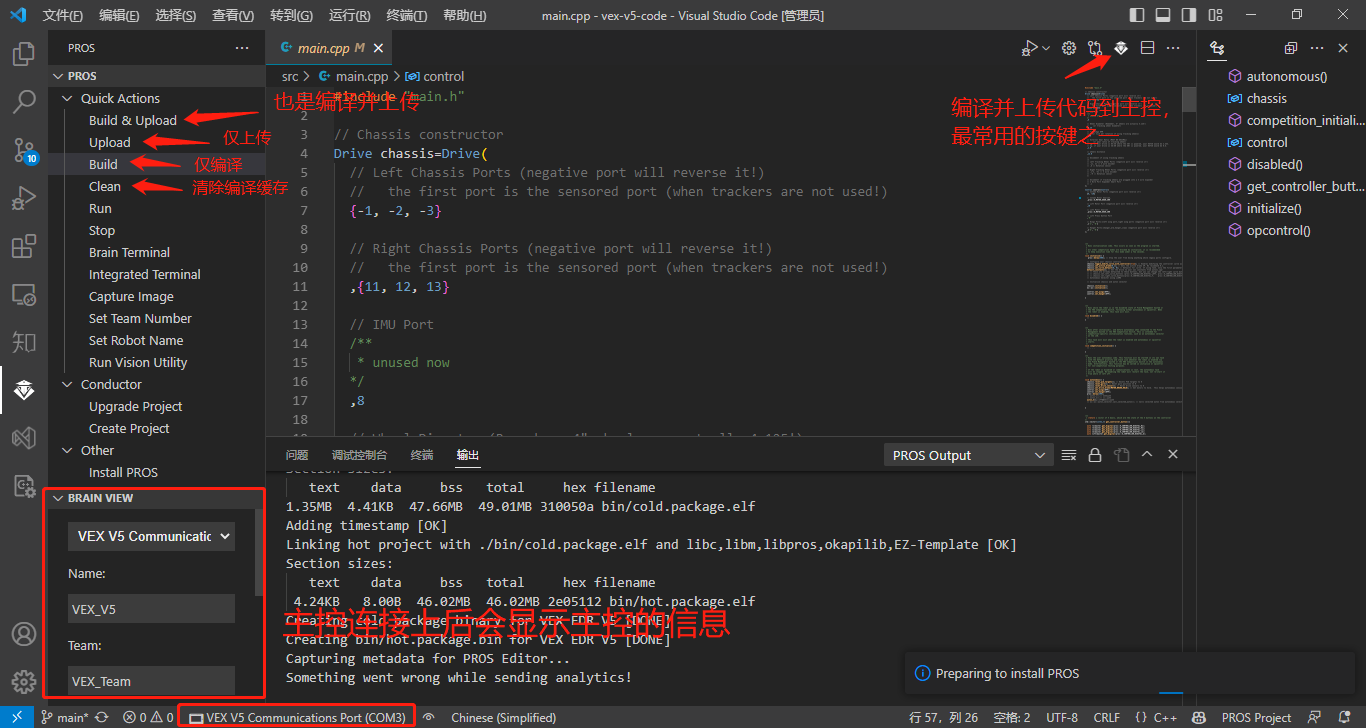 文件(F) 编辑(E) 选择(S) 查看(V) 转到(G) 运行(R) 终端(T) 帮助(H) main.cpp - vex-v5-code - Visual Studio Code [管理员]
PROS ···
main.cpp M
src > main.cpp > control
PROS
Quick Actions
Build & Upload
Upload
Build
Clean
Run
Stop
Brain Terminal
Integrated Terminal
Capture Image
Set Team Number
Set Robot Name
Run Vision Utility
Conductor
Upgrade Project
Create Project
Other
Install PROS
也是编译并上传
仅上传
仅编译
清除编译缓存
BRAIN VIEW
VEX V5 Communicatic
Name:
VEX_V5
Team:
VEX_Team
1 #include "main.h"
2
3 // Chassis constructor
4 Drive chassis=Drive(
5 // Left Chassis Ports (negative port will reverse it!)
6 // the first port is the sensored port (when trackers are not used!)
7 {-1, -2, -3}
8
9 // Right Chassis Ports (negative port will reverse it!)
10 // the first port is the sensored port (when trackers are not used!)
11 ,{11, 12, 13}
12
13 // IMU Port
14 /**
15 * unused now
16 */
17 ,8
18
编译并上传代码到主控，
最常用的按键之
autonomous()
chassis
competition_initiali...
control
disabled()
get_controller_butt...
initialize()
opcontrol()
问题 调试控制台 终端 输出 PROS Output
Section sizes:
text data bss total hex filename
1.35MB 4.41KB 47.66MB 49.01MB 310050a bin/cold.package.elf
Adding timestamp [OK]
Linking hot project with ./bin/cold.package.elf and libc,libm,libpros,okapilib,EZ-Template [OK]
Section sizes:
text data bss total hex filename
4.24KB 8.00B 46.02MB 46.02MB 2e05112 bin/hot.package.elf
Creating cold package binary for VEX EDR V5 [DONE]
Creating bin/hot.package.bin for VEX EDR V5 [DONE]
Capturing metadata for PROS Editor...
Something went wrong while sending analytics!
主控连接上后会显示主控的信息
Preparing to install PROS
知
10
main* 0 0 VEX V5 Communications Port (COM3) Chinese (Simplified) 行 57，列 26 空格: 2 UTF-8 CRLF {} C++ PROS Project